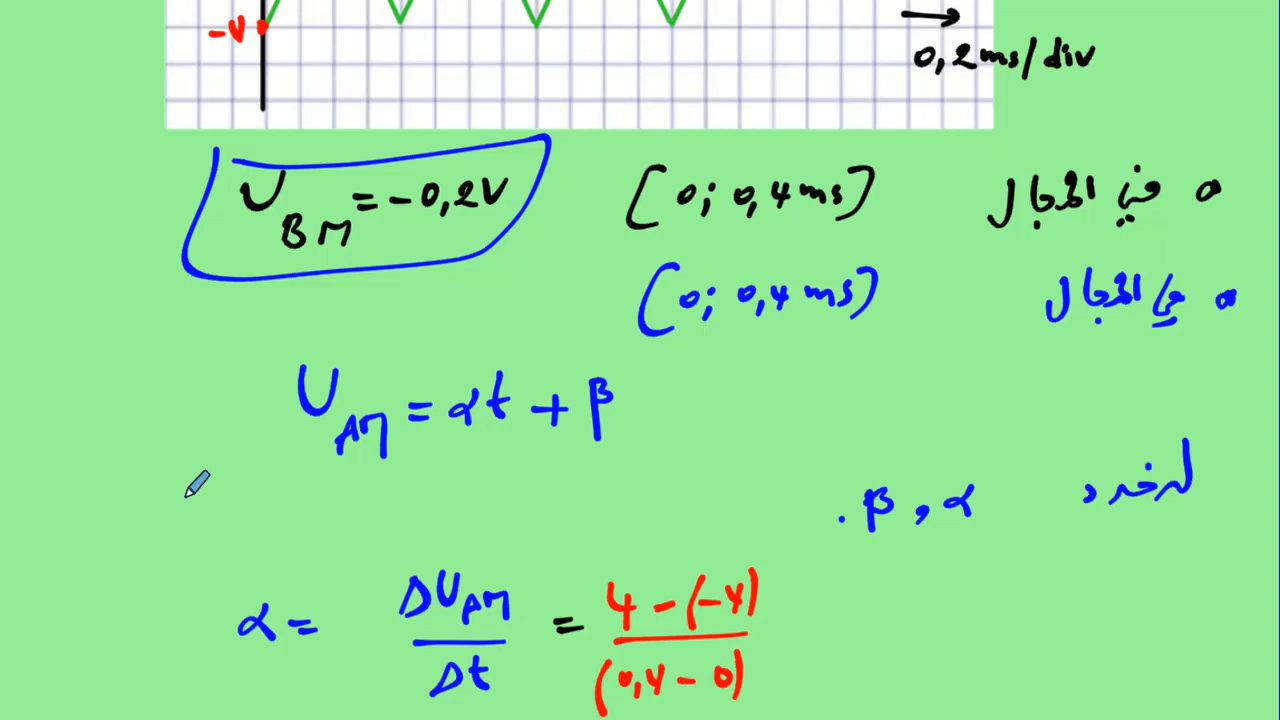 -4
0,2ms/div
في المجال [0; 0,4ms] U_BM = -0,2V
في المجال [0; 0,4ms]
U_AM = αt + β
لنحدد α, β.
α = ΔU_AM/Δt = 4-(-4)/(0,4-0)